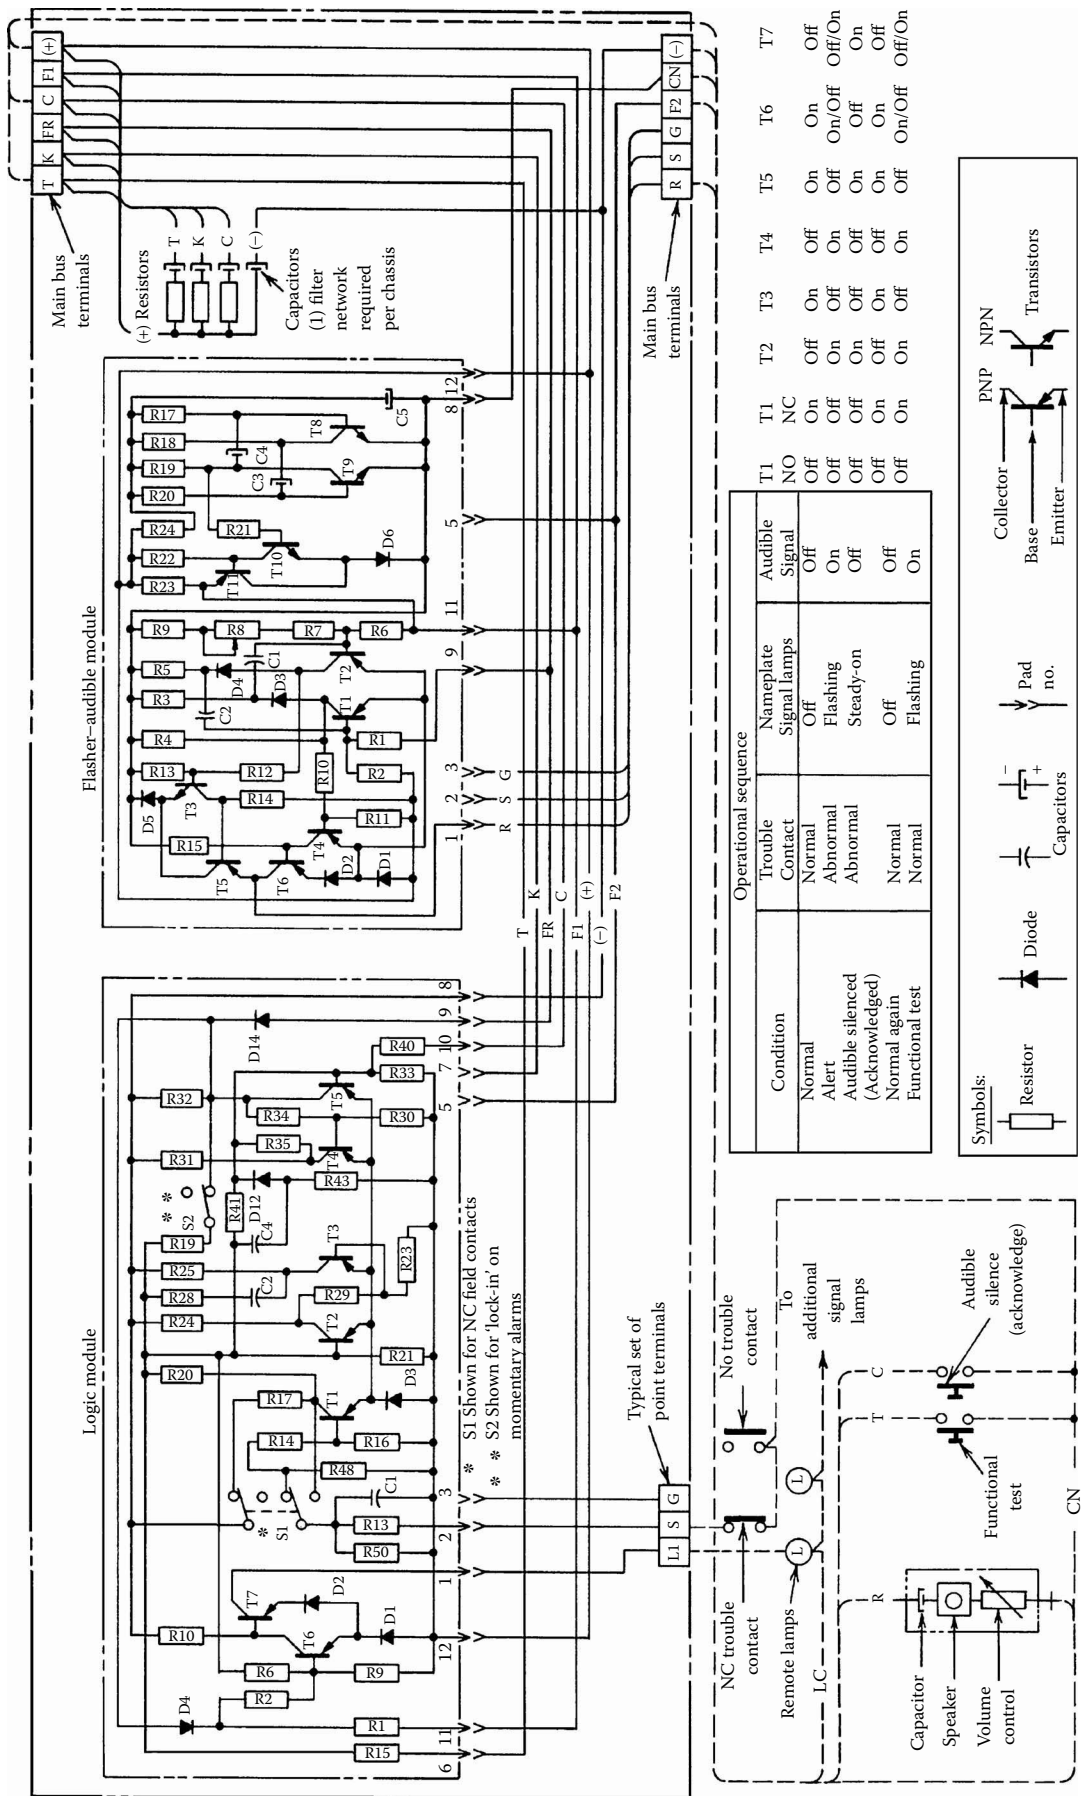 Main bus
terminals
T
K
FR
C
F1
(+)
(+) Resistors
T
K
C
(−)
Capacitors
(1) filter
network
required
per chassis
Main bus
terminals
R
S
G
F2
CN
(−)
Flasher–audible module
R17
R18
R19
R20
R24
R22
R23
R21
C4
C3
T8
T9
C5
T10
T11
D6
R9
R8
R7
R6
R5
R3
R4
D4
C1
D3
C2
T2
T1
R1
R2
R13
R12
R10
D5
T3
R14
R11
R15
T4
T5
T6
D2
D1
12
8
5
11
9
3
2
1
G
S
R
T
K
FR
C
F1
(+)
(−)
F2
Logic module
R32
D14
R40
R33
R34
R30
T5
R35
R31
T4
S2
* *
R41
D12
R43
C4
R19
R25
R28
R24
C2
T3
R29
R23
T2
R20
R21
R17
T1
D3
R14
R16
R48
* S1
C1
R13
R50
T7
D2
R10
T6
D1
R6
R9
R2
D4
R1
R15
8
9
10
7
5
3
2
1
12
11
6
* S1 Shown for NC field contacts
* * S2 Shown for ‘lock-in’ on
momentary alarms
Typical set of
point terminals
L1
S
G
No trouble
contact
NC trouble
contact
Remote lamps
L
L
LC
To
additional
signal
lamps
R
T
C
Capacitor
Speaker
Volume
control
Functional
test
Audible
silence
(acknowledge)
CN
Operational sequence
Condition
Trouble
Contact
Nameplate
Signal lamps
Audible
Signal
T1
NO
T1
NC
T2
T3
T4
T5
T6
T7
Normal
Normal
Off
Off
Off
On
Off
On
Off
On
On
Off
Alert
Abnormal
Flashing
On
Off
Off
On
Off
On
Off
On/Off
Off/On
Audible silenced
(Acknowledged)
Abnormal
Steady-on
Off
Off
Off
On
Off
Off
On
Off
On
Normal again
Normal
Off
Off
Off
On
Off
On
Off
On
On
Off
Functional test
Normal
Flashing
On
Off
On
On
Off
On
Off
On/Off
Off/On
Symbols:
Resistor
Diode
Capacitors
−
+
Pad
no.
Collector
Base
Emitter
PNP
NPN
Transistors